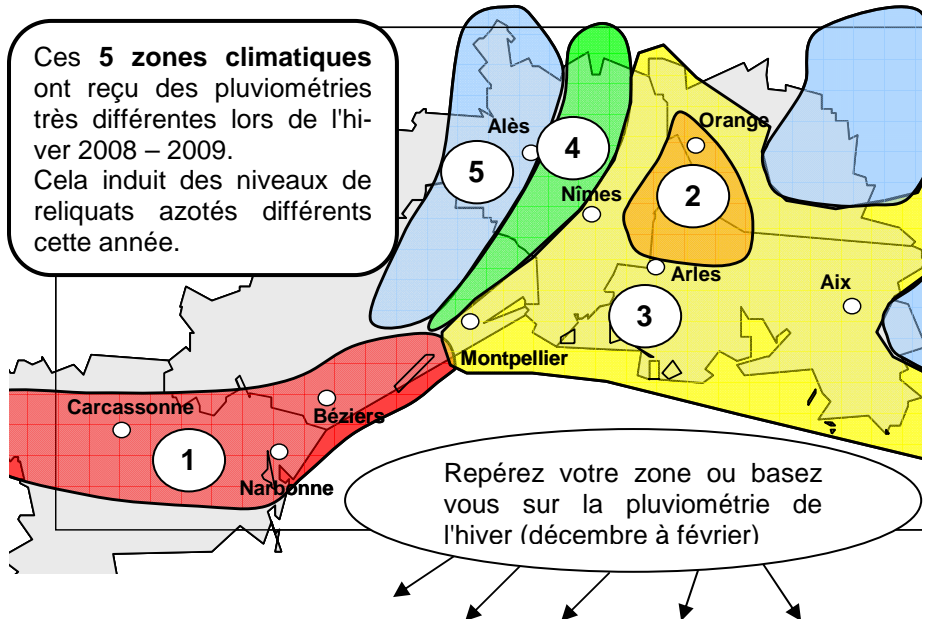 Ces 5 zones climatiques
ont reçu des pluviométries
très différentes lors de l'hi-
ver 2008 – 2009.
Cela induit des niveaux de
reliquats azotés différents
cette année.
Alès
5
4
Nîmes
Orange
2
Arles
Aix
3
Montpellier
Carcassonne
Béziers
1
Narbonne
Repérez votre zone ou basez
vous sur la pluviométrie de
l'hiver (décembre à février)